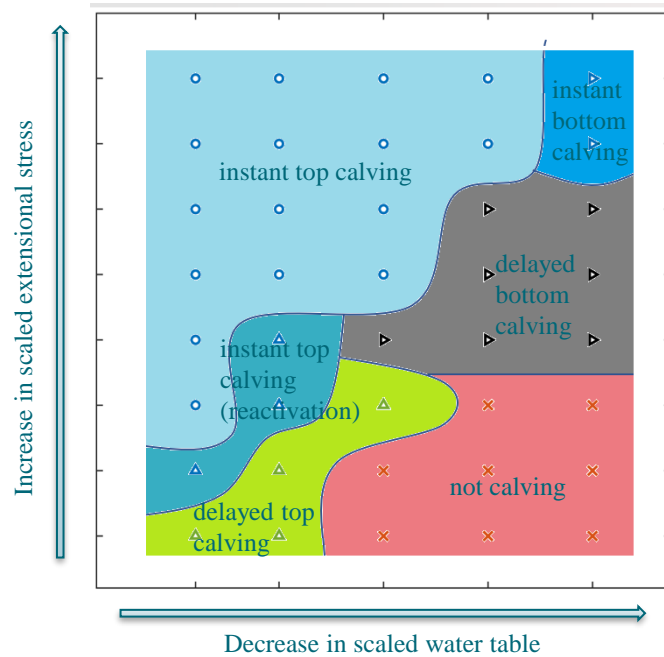 Increase in scaled extensional stress
instant top calving
instant
bottom
calving
delayed
bottom
calving
instant top
calving
(reactivation)
delayed top
calving
not calving
Decrease in scaled water table